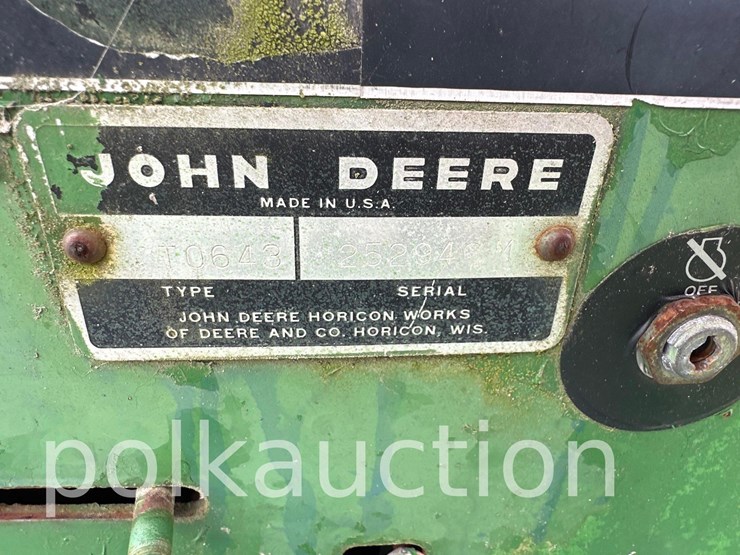 JOHN DEERE
MADE IN U.S.A.
TYPE SERIAL
JOHN DEERE HORICON WORKS
OF DEERE AND CO. HORICON, WIS.
OFF
polkauction